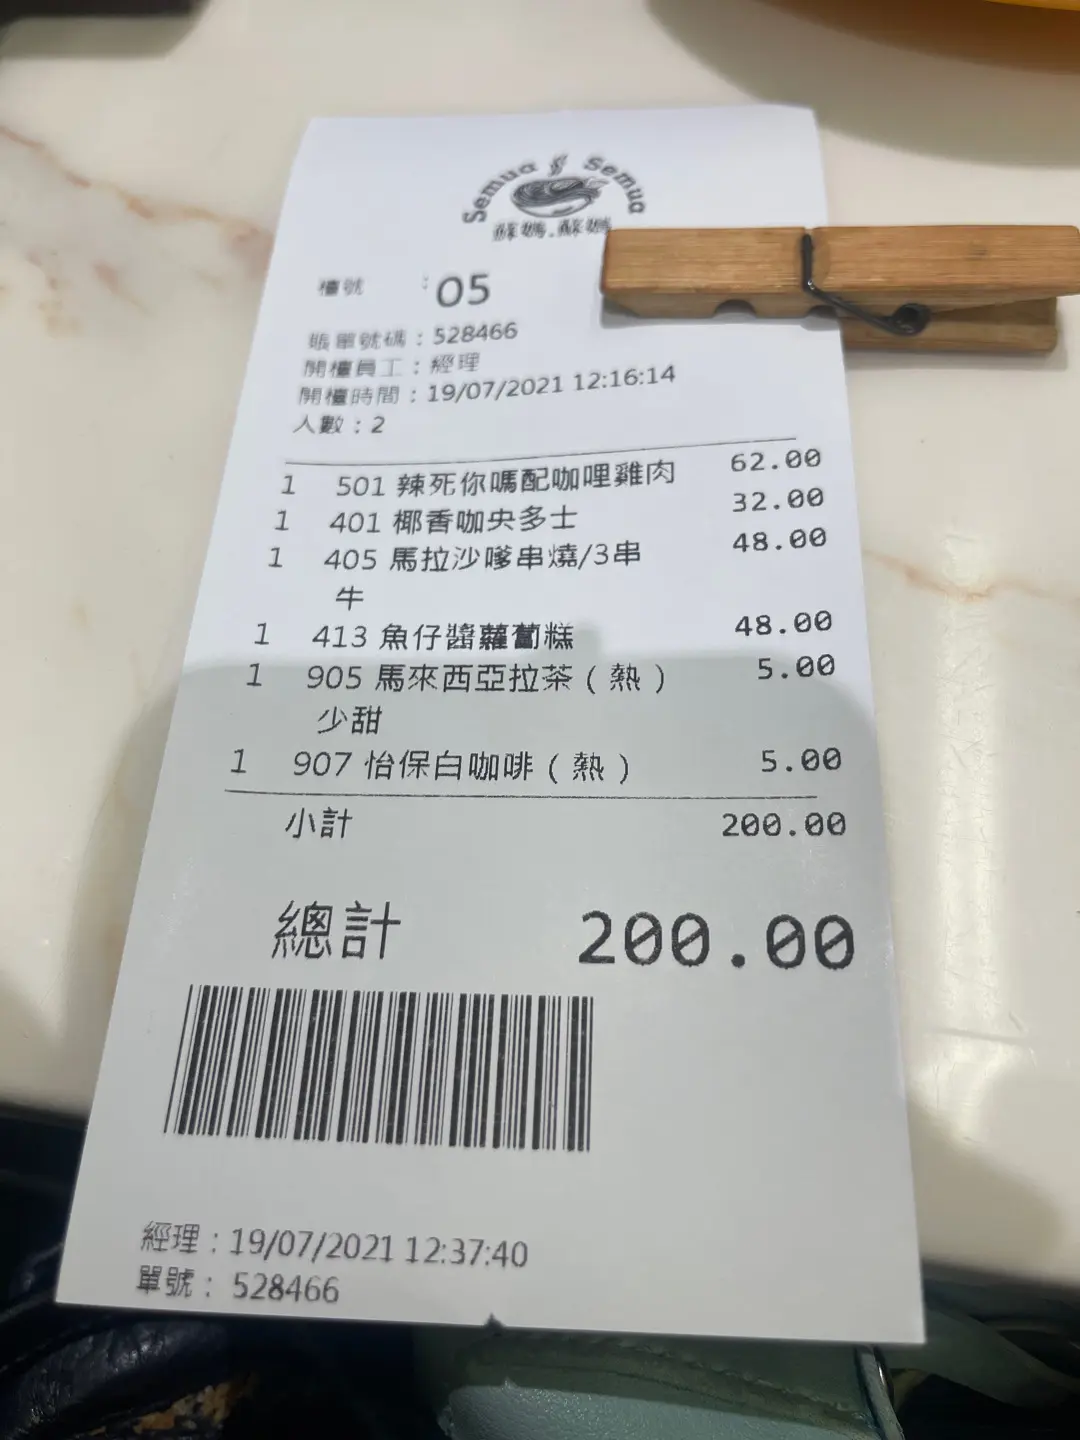 Semua Semua
蘇媽.蘇媽
檯號 : 05
賬單號碼 : 528466
開檯員工 : 經理
開檯時間 : 19/07/2021 12:16:14
人數 : 2
1 501 辣死你嗎配咖哩雞肉 62.00
1 401 椰香咖央多士 32.00
1 405 馬拉沙嗲串燒/3串 48.00
牛
1 413 魚仔醬蘿蔔糕 48.00
1 905 馬來西亞拉茶 ( 熱 ) 5.00
少甜
1 907 怡保白咖啡 ( 熱 ) 5.00
小計 200.00
總計 200.00
經理 : 19/07/2021 12:37:40
單號 : 528466